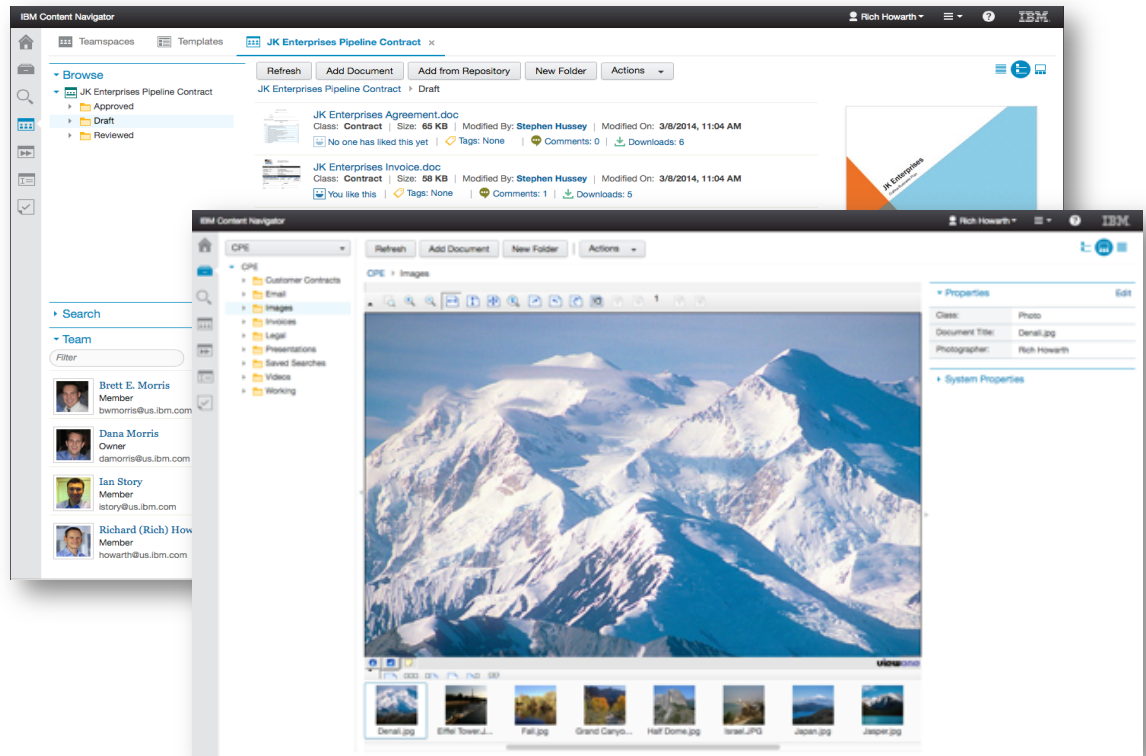 IBM Content Navigator
Rich Howarth
?
IBM
Teamspaces
Templates
JK Enterprises Pipeline Contract ×
Browse
JK Enterprises Pipeline Contract
Approved
Draft
Reviewed
Refresh
Add Document
Add from Repository
New Folder
Actions
JK Enterprises Pipeline Contract
Draft
JK Enterprises Agreement.doc
Class: Contract | Size: 65 KB | Modified By: Stephen Hussey | Modified On: 3/8/2014, 11:04 AM
No one has liked this yet | Tags: None | Comments: 0 | Downloads: 6
JK Enterprises Invoice.doc
Class: Contract | Size: 58 KB | Modified By: Stephen Hussey | Modified On: 3/8/2014, 11:04 AM
You like this | Tags: None | Comments: 1 | Downloads: 5
JK Enterprises
Search
Team
Filter
Brett E. Morris
Member
bwmorris@us.ibm.com
Dana Morris
Owner
damorris@us.ibm.com
Ian Story
Member
istory@us.ibm.com
Richard (Rich) How
Member
howarth@us.ibm.com
IBM Content Navigator
Rich Howarth
?
IBM
CPE
CPE
Customer Contracts
Email
Images
Invoices
Legal
Presentations
Saved Searches
Videos
Working
Refresh
Add Document
New Folder
Actions
CPE
Images
1
Properties
Edit
Class: Photo
Document Title: Denali.jpg
Photographer: Rich Howarth
System Properties
viewone
Denali.jpg
Eiffel Tower.J...
Fall.jpg
Grand Canyo...
Half Dome.jpg
Israel.JPG
Japan.jpg
Jasper.jpg